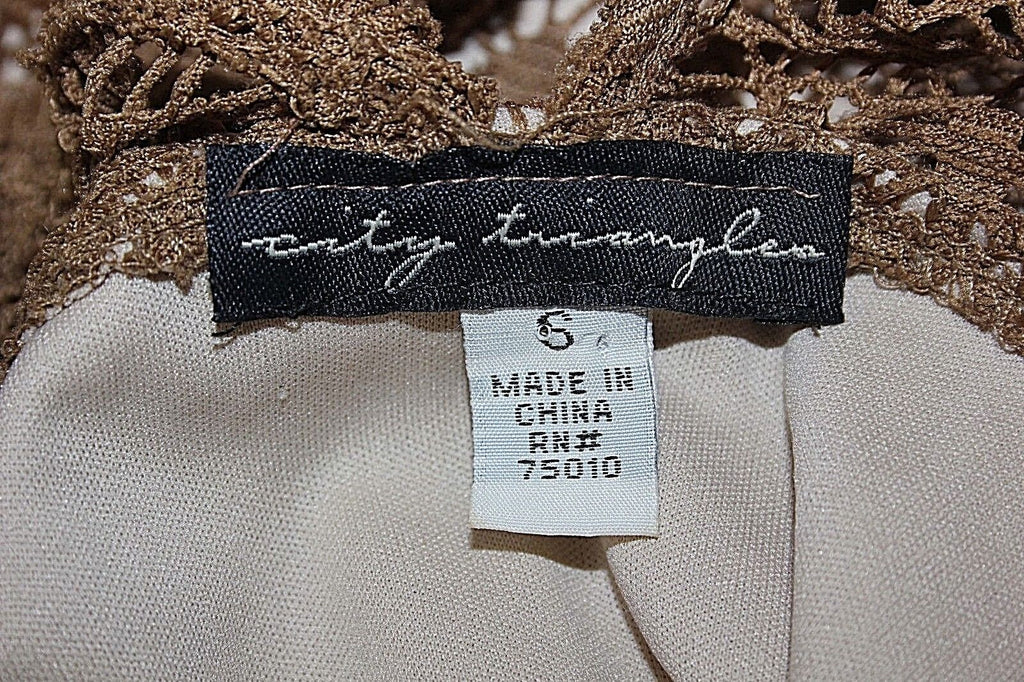 city triangles
S
MADE IN
CHINA
RN#
75010